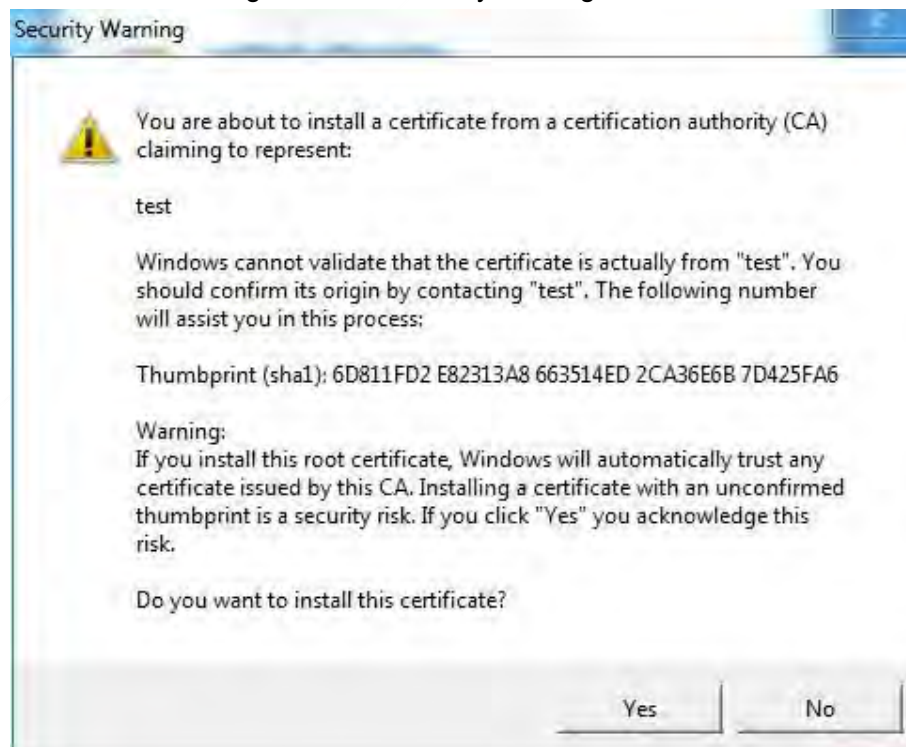 Security Warning
You are about to install a certificate from a certification authority (CA)
claiming to represent:
test
Windows cannot validate that the certificate is actually from "test". You
should confirm its origin by contacting "test". The following number
will assist you in this process:
Thumbprint (sha1): 6D811FD2 E82313A8 663514ED 2CA36E6B 7D425FA6
Warning:
If you install this root certificate, Windows will automatically trust any
certificate issued by this CA. Installing a certificate with an unconfirmed
thumbprint is a security risk. If you click "Yes" you acknowledge this
risk.
Do you want to install this certificate?
Yes No